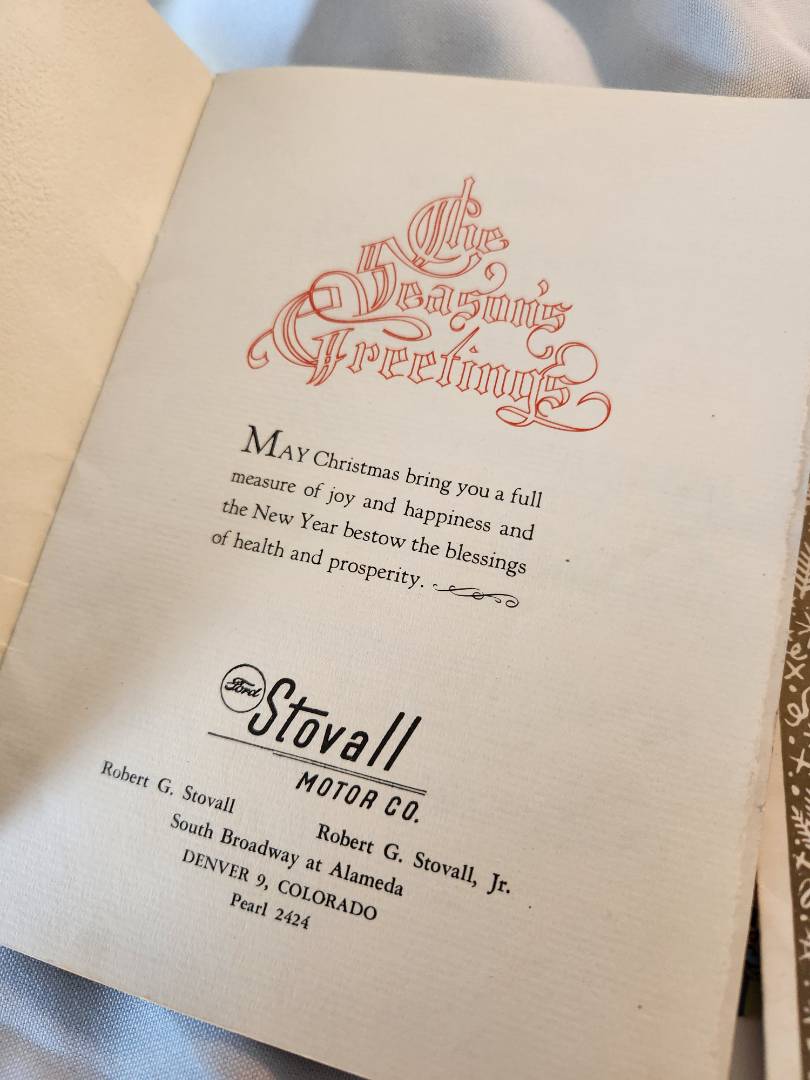 The
Season's
Greetings
MAY Christmas bring you a full
measure of joy and happiness and
the New Year bestow the blessings
of health and prosperity.
Ford Stovall
MOTOR CO.
Robert G. Stovall Robert G. Stovall, Jr.
South Broadway at Alameda
DENVER 9, COLORADO
Pearl 2424